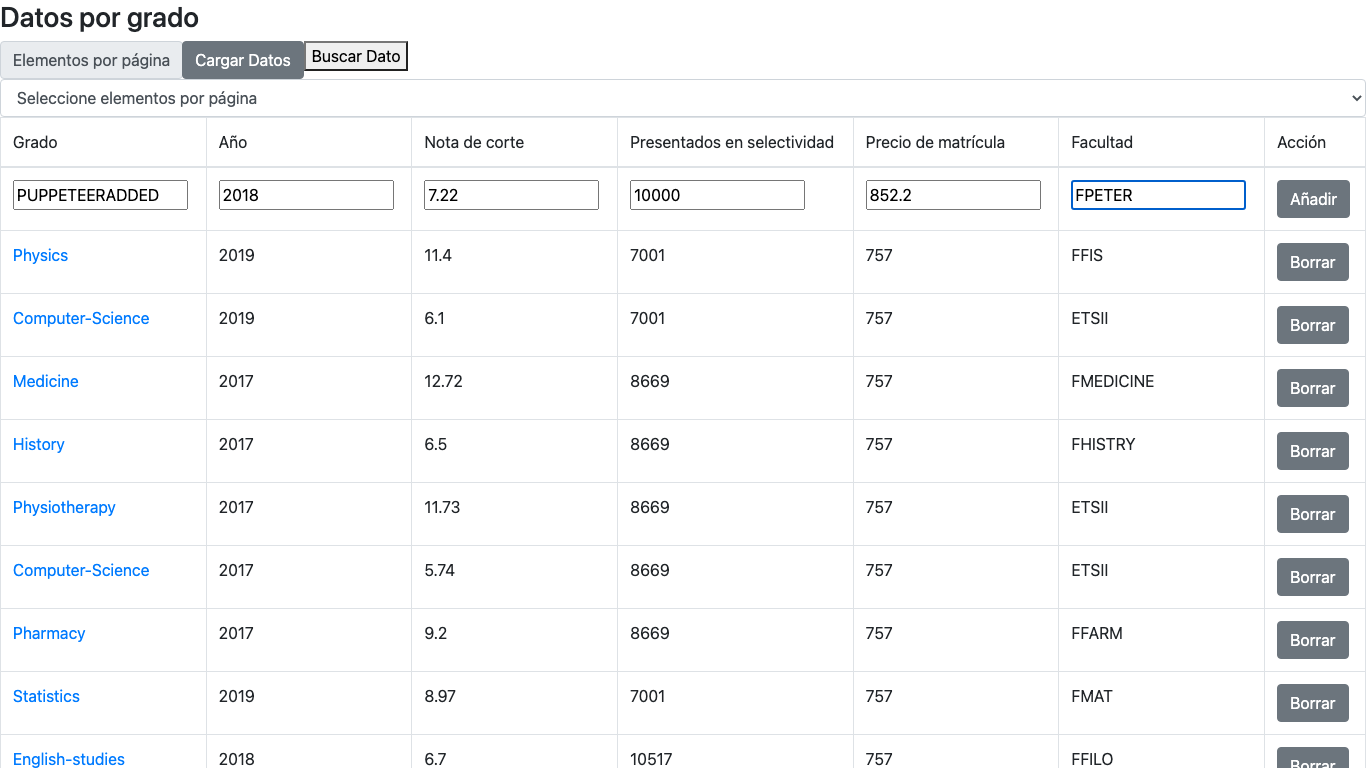 Datos por grado
Elementos por página Cargar Datos Buscar Dato
Seleccione elementos por página
Grado Año Nota de corte Presentados en selectividad Precio de matrícula Facultad Acción
PUPPETEERADDED 2018 7.22 10000 852.2 FPETER Añadir
Physics 2019 11.4 7001 757 FFIS Borrar
Computer-Science 2019 6.1 7001 757 ETSII Borrar
Medicine 2017 12.72 8669 757 FMEDICINE Borrar
History 2017 6.5 8669 757 FHISTRY Borrar
Physiotherapy 2017 11.73 8669 757 ETSII Borrar
Computer-Science 2017 5.74 8669 757 ETSII Borrar
Pharmacy 2017 9.2 8669 757 FFARM Borrar
Statistics 2019 8.97 7001 757 FMAT Borrar
English-studies 2018 6.7 10517 757 FFILO Borrar